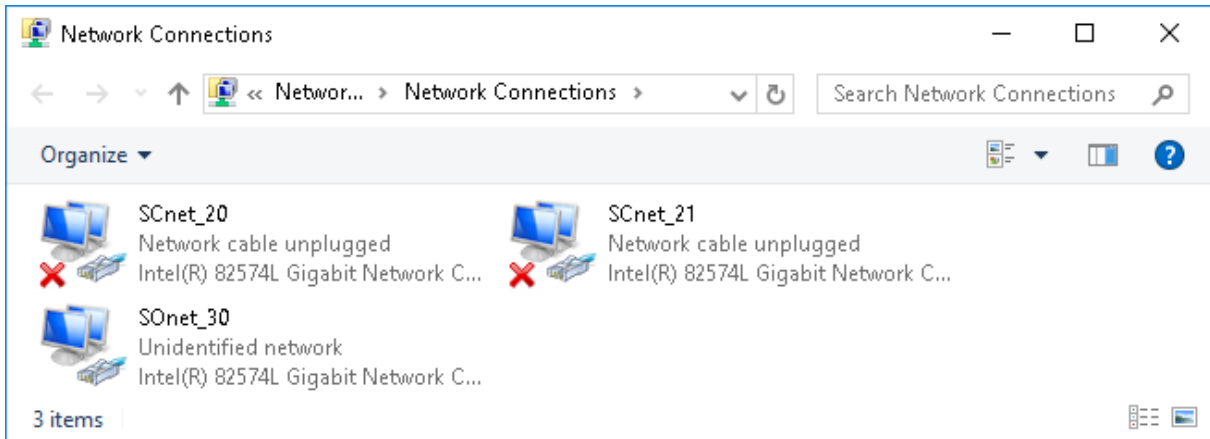 Network Connections
« Networ... > Network Connections >
Search Network Connections
Organize
SCnet_20
Network cable unplugged
Intel(R) 82574L Gigabit Network C...
SCnet_21
Network cable unplugged
Intel(R) 82574L Gigabit Network C...
SOnet_30
Unidentified network
Intel(R) 82574L Gigabit Network C...
3 items